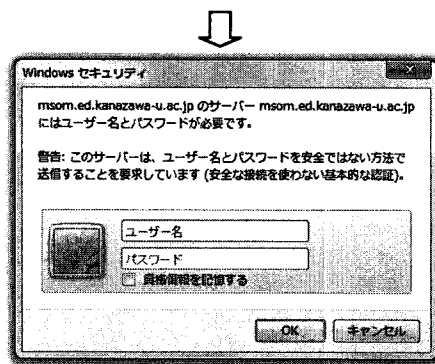 Windows セキュリティ
msom.ed.kanazawa-u.ac.jp のサーバー msom.ed.kanazawa-u.ac.jp
にはユーザー名とパスワードが必要です。
警告: このサーバーは、ユーザー名とパスワードを安全ではない方法で
送信することを要求しています (安全な接続を使わない基本的な認証)。
ユーザー名
パスワード
資格情報を記憶する
OK
キャンセル